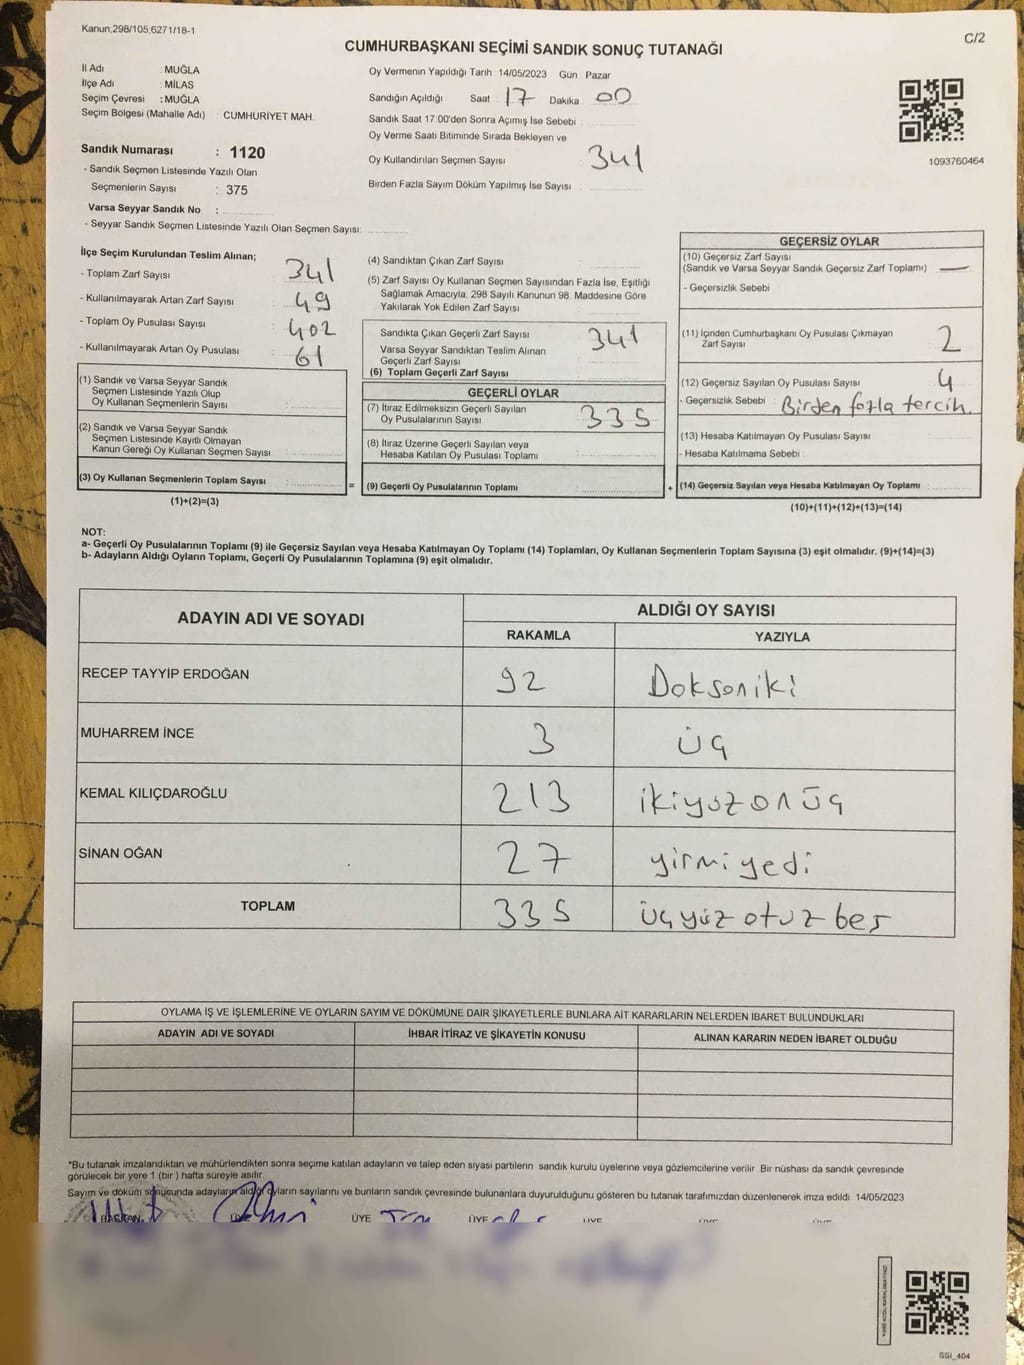 Kanun;298/105;6271/18-1
C/2
CUMHURBAŞKANI SEÇİMİ SANDIK SONUÇ TUTANAĞI
İl Adı : MUĞLA
İlçe Adı : MİLAS
Seçim Çevresi : MUĞLA
Seçim Bölgesi (Mahalle Adı) : CUMHURİYET MAH.
Oy Vermenin Yapıldığı Tarih :14/05/2023 Gün : Pazar
Sandığın Açıldığı Saat : 17 Dakika : 00
Sandık Saat 17:00'den Sonra Açımış İse Sebebi :
Oy Verme Saati Bitiminde Sırada Bekleyen ve
Oy Kullandırılan Seçmen Sayısı : 341
Birden Fazla Sayım Döküm Yapılmış İse Sayısı :
1093760464
Sandık Numarası : 1120
- Sandık Seçmen Listesinde Yazılı Olan
Seçmenlerin Sayısı : 375
Varsa Seyyar Sandık No :
- Seyyar Sandık Seçmen Listesinde Yazılı Olan Seçmen Sayısı:
İlçe Seçim Kurulundan Teslim Alınan;
- Toplam Zarf Sayısı 341
- Kullanılmayarak Artan Zarf Sayısı 49
- Toplam Oy Pusulası Sayısı 402
- Kullanılmayarak Artan Oy Pusulası 61
(1) Sandık ve Varsa Seyyar Sandık
Seçmen Listesinde Yazılı Olup
Oy Kullanan Seçmenlerin Sayısı :
(2) Sandık ve Varsa Seyyar Sandık
Seçmen Listesinde Kayıtlı Olmayan
Kanun Gereği Oy Kullanan Seçmen Sayısı :
(3) Oy Kullanan Seçmenlerin Toplam Sayısı :
(1)+(2)=(3)
(4) Sandıktan Çıkan Zarf Sayısı :
(5) Zarf Sayısı Oy Kullanan Seçmen Sayısından Fazla İse, Eşitliği
Sağlamak Amacıyla, 298 Sayılı Kanunun 98. Maddesine Göre
Yakılarak Yok Edilen Zarf Sayısı :
Sandıkta Çıkan Geçerli Zarf Sayısı : 341
Varsa Seyyar Sandıktan Teslim Alınan
Geçerli Zarf Sayısı :
(6) Toplam Geçerli Zarf Sayısı :
GEÇERLİ OYLAR
(7) İtiraz Edilmeksizin Geçerli Sayılan
Oy Pusulalarının Sayısı : 335
(8) İtiraz Üzerine Geçerli Sayılan veya
Hesaba Katılan Oy Pusulası Toplamı :
= (9) Geçerli Oy Pusulalarının Toplamı :
GEÇERSİZ OYLAR
(10) Geçersiz Zarf Sayısı
(Sandık ve Varsa Seyyar Sandık Geçersiz Zarf Toplamı) : —
- Geçersizlik Sebebi :
(11) İçinden Cumhurbaşkanı Oy Pusulası Çıkmayan
Zarf Sayısı : 2
(12) Geçersiz Sayılan Oy Pusulası Sayısı : 4
- Geçersizlik Sebebi : Birden fazla tercih.
(13) Hesaba Katılmayan Oy Pusulası Sayısı :
- Hesaba Katılmama Sebebi :
+ (14) Geçersiz Sayılan veya Hesaba Katılmayan Oy Toplamı :
(10)+(11)+(12)+(13)=(14)
NOT:
a- Geçerli Oy Pusulalarının Toplamı (9) ile Geçersiz Sayılan veya Hesaba Katılmayan Oy Toplamı (14) Toplamları, Oy Kullanan Seçmenlerin Toplam Sayısına (3) eşit olmalıdır. (9)+(14)=(3)
b- Adayların Aldığı Oyların Toplamı, Geçerli Oy Pusulalarının Toplamına (9) eşit olmalıdır.
ADAYIN ADI VE SOYADI ALDIĞI OY SAYISI
RAKAMLA YAZIYLA
RECEP TAYYİP ERDOĞAN 92 Doksoniki
MUHARREM İNCE 3 üç
KEMAL KILIÇDAROĞLU 213 ikiyüzonüç
SİNAN OĞAN 27 yirmiyedi
TOPLAM 335 üçyüzotuzbeş
OYLAMA İŞ VE İŞLEMLERİNE VE OYLARIN SAYIM VE DÖKÜMÜNE DAİR ŞİKAYETLERLE BUNLARA AİT KARARLARIN NELERDEN İBARET BULUNDUKLARI
ADAYIN ADI VE SOYADI İHBAR İTİRAZ VE ŞİKAYETİN KONUSU ALINAN KARARIN NEDEN İBARET OLDUĞU
*Bu tutanak imzalandıktan ve mühürlendikten sonra seçime katılan adayların ve talep eden siyasi partilerin sandık kurulu üyelerine veya gözlemcilerine verilir. Bir nüshası da sandık çevresinde
görülecek bir yere 1 (bir ) hafta süreyle asılır.
Sayım ve döküm sonucunda adayların aldığı oyların sayılarını ve bunların sandık çevresinde bulunanlara duyurulduğunu gösteren bu tutanak tarafımızdan düzenlenerek imza edildi. 14/05/2023
BAŞKAN ÜYE ÜYE ÜYE ÜYE
SSI_404